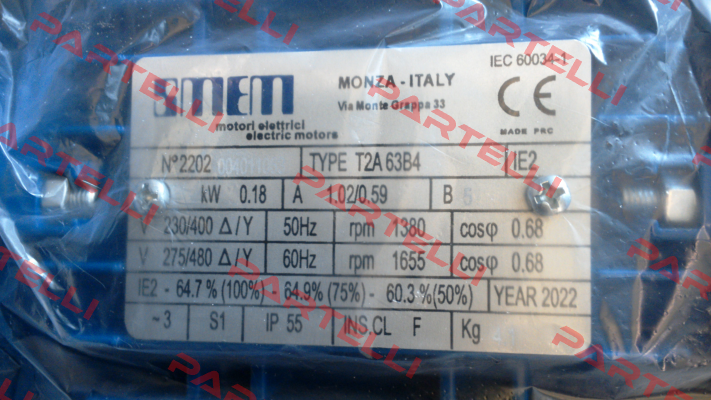 IEC 60034-1
SMEM
MONZA - ITALY
Via Monte Grappa 33
CE
motori elettrici
electric motors
MADE PRC
N° 2202 TYPE T2A 63B4 IE2
kW 0.18 A 1.02/0.59 B 5
V 230/400 Δ/Y 50Hz rpm 1380 cosφ 0.68
V 275/480 Δ/Y 60Hz rpm 1655 cosφ 0.68
IE2 - 64.7 % (100%) 64.9% (75%) - 60.3 %(50%) YEAR 2022
~3 S1 IP 55 INS.CL F Kg
PARTELLI
PARTELLI
PARTELLI
PARTELLI
PARTELLI
PARTELLI
PARTELLI